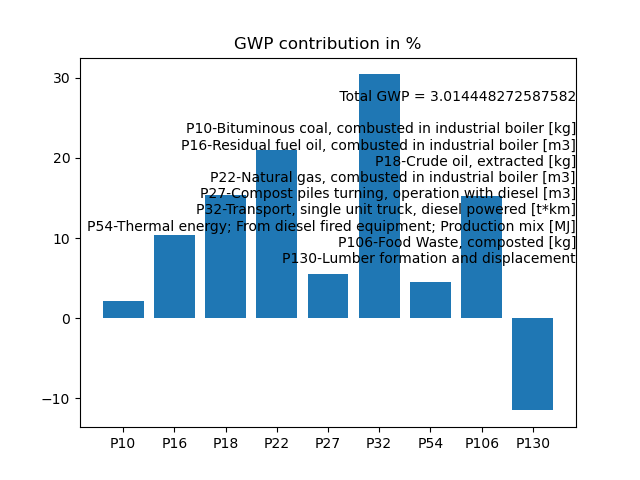 GWP contribution in %
30
20
10
0
−10
Total GWP = 3.014448272587582
P10-Bituminous coal, combusted in industrial boiler [kg]
P16-Residual fuel oil, combusted in industrial boiler [m3]
P18-Crude oil, extracted [kg]
P22-Natural gas, combusted in industrial boiler [m3]
P27-Compost piles turning, operation with diesel [m3]
P32-Transport, single unit truck, diesel powered [t*km]
P54-Thermal energy; From diesel fired equipment; Production mix [MJ]
P106-Food Waste, composted [kg]
P130-Lumber formation and displacement
P10 P16 P18 P22 P27 P32 P54 P106 P130